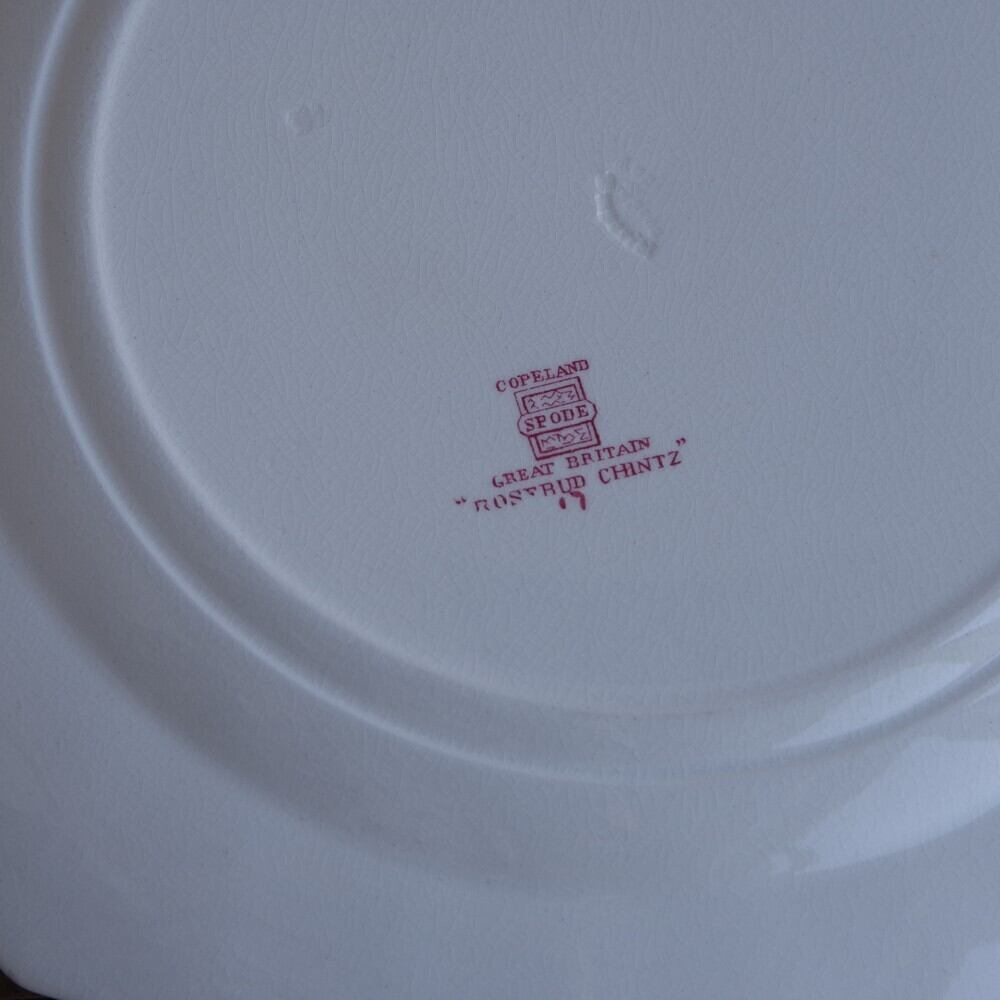 COPELAND
SPODE
GREAT BRITAIN
"ROSEBUD CHINTZ"